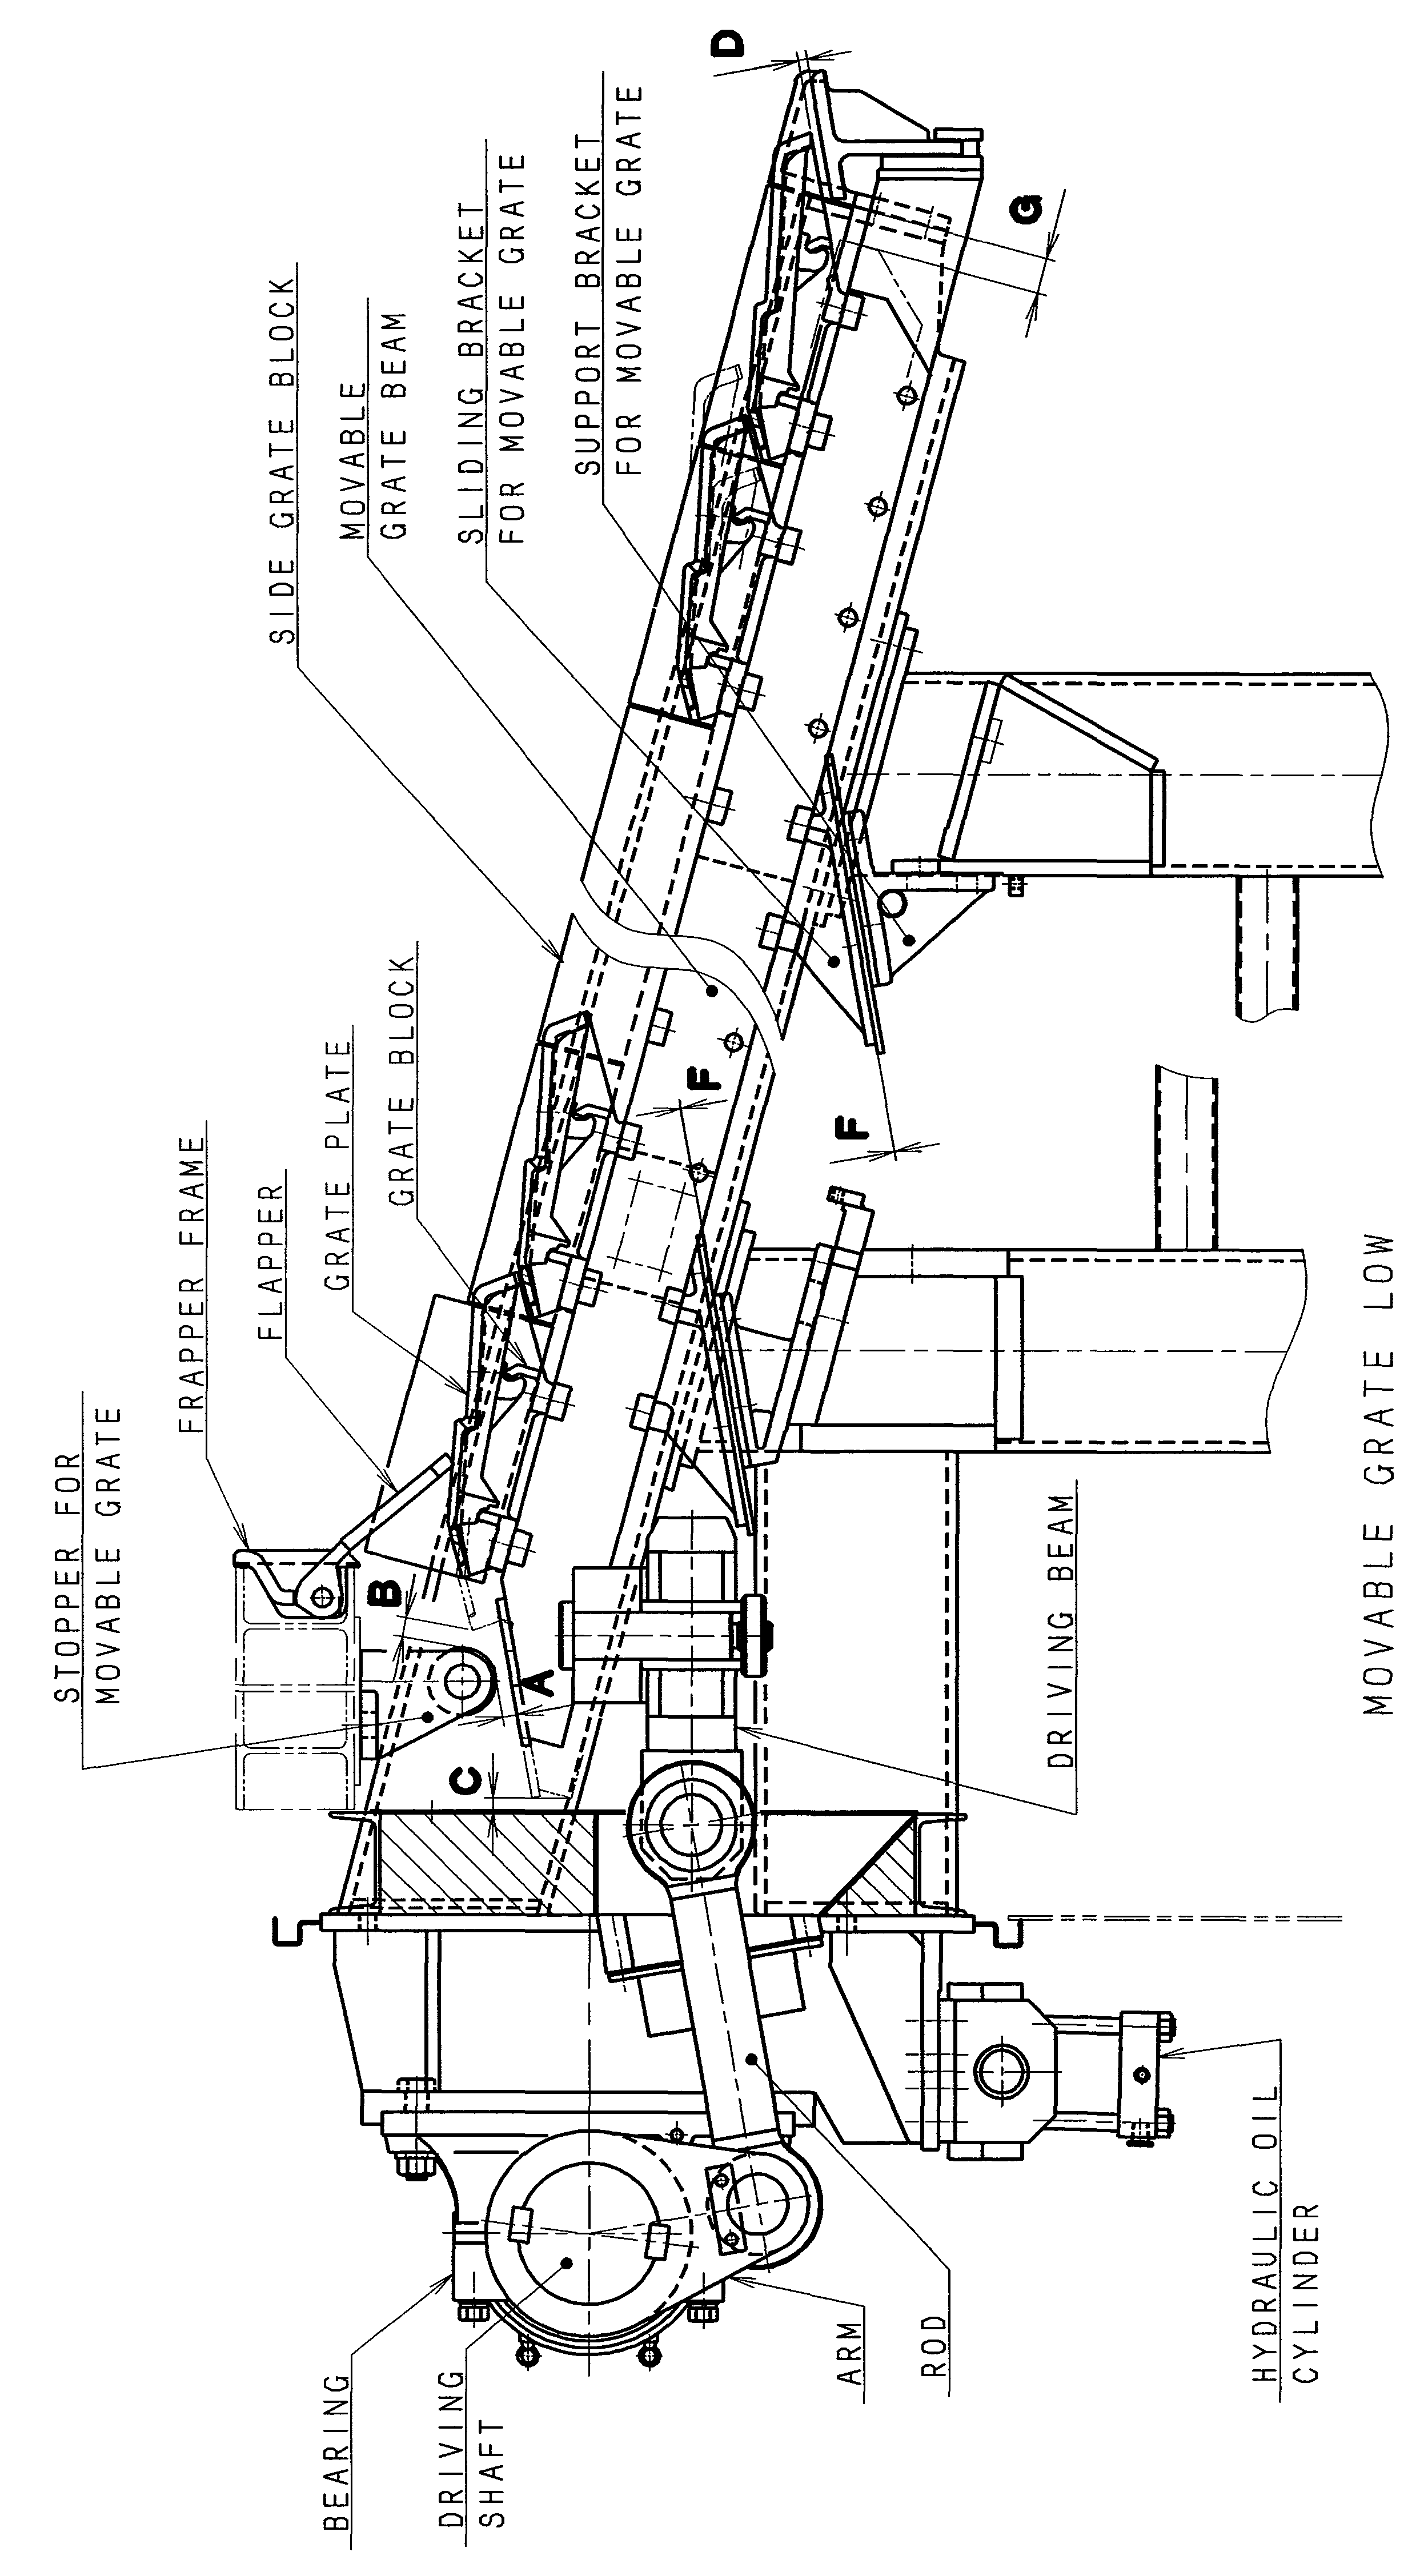 STOPPER FOR
MOVABLE GRATE
FRAPPER FRAME
FLAPPER
GRATE PLATE
GRATE BLOCK
SIDE GRATE BLOCK
MOVABLE
GRATE BEAM
SLIDING BRACKET
FOR MOVABLE GRATE
SUPPORT BRACKET
FOR MOVABLE GRATE
D
G
B
A
C
F
F
BEARING
DRIVING
SHAFT
ARM
ROD
DRIVING BEAM
HYDRAULIC OIL
CYLINDER
MOVABLE GRATE LOW